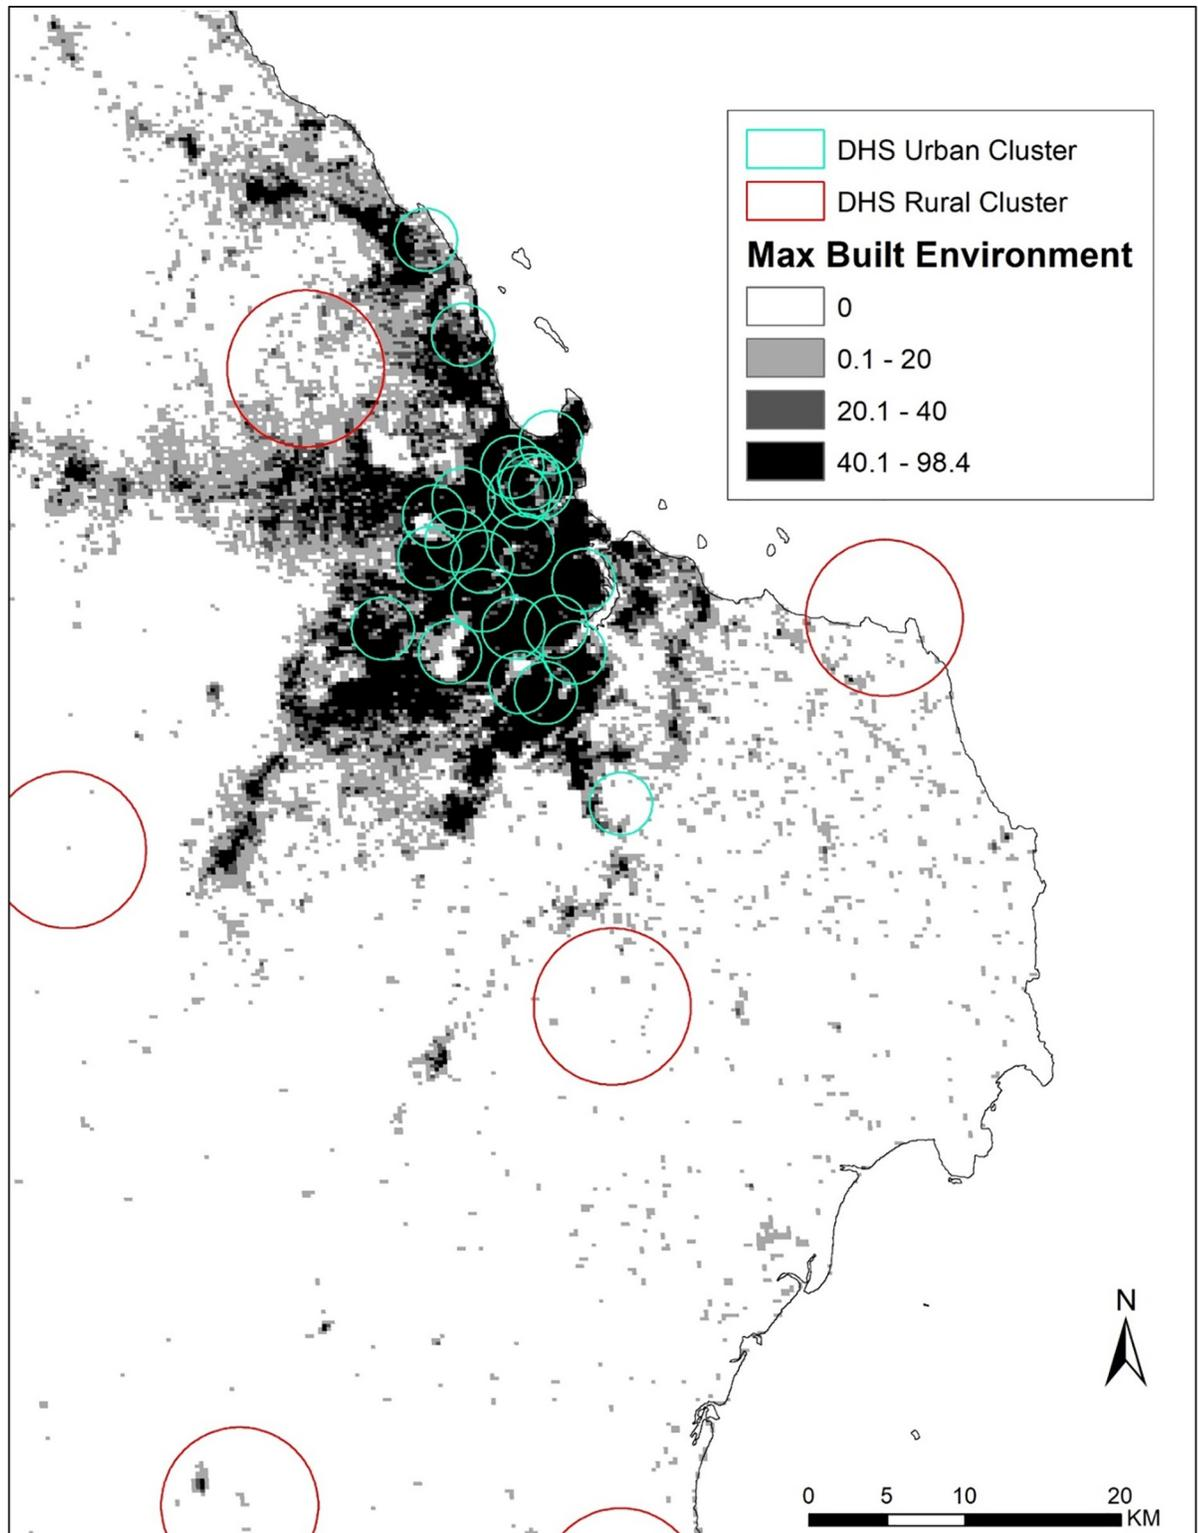 DHS Urban Cluster
DHS Rural Cluster
Max Built Environment
0
0.1 - 20
20.1 - 40
40.1 - 98.4
N
0 5 10 20
KM